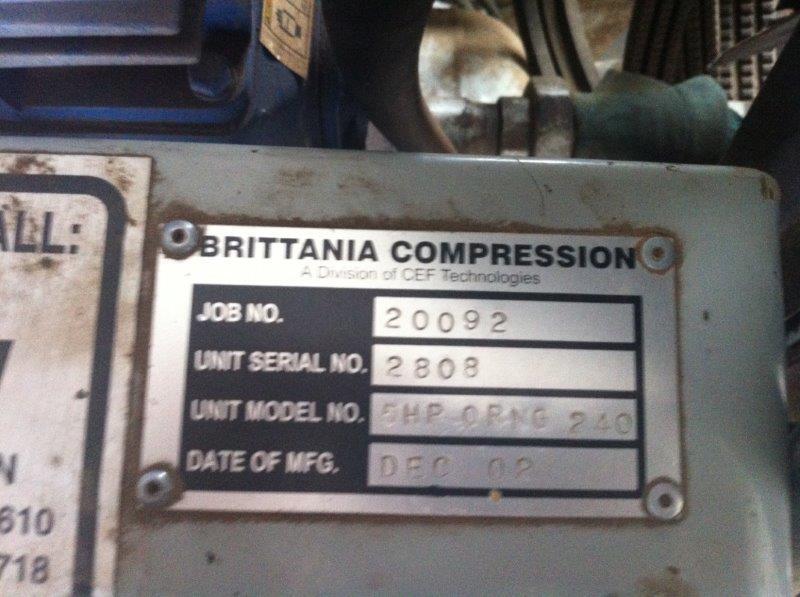 BRITTANIA COMPRESSION
A Division of CEF Technologies
JOB NO. 20092
UNIT SERIAL NO. 2808
UNIT MODEL NO. 5HP ORNG 240
DATE OF MFG. DEC 02
ALL:
N
610
718